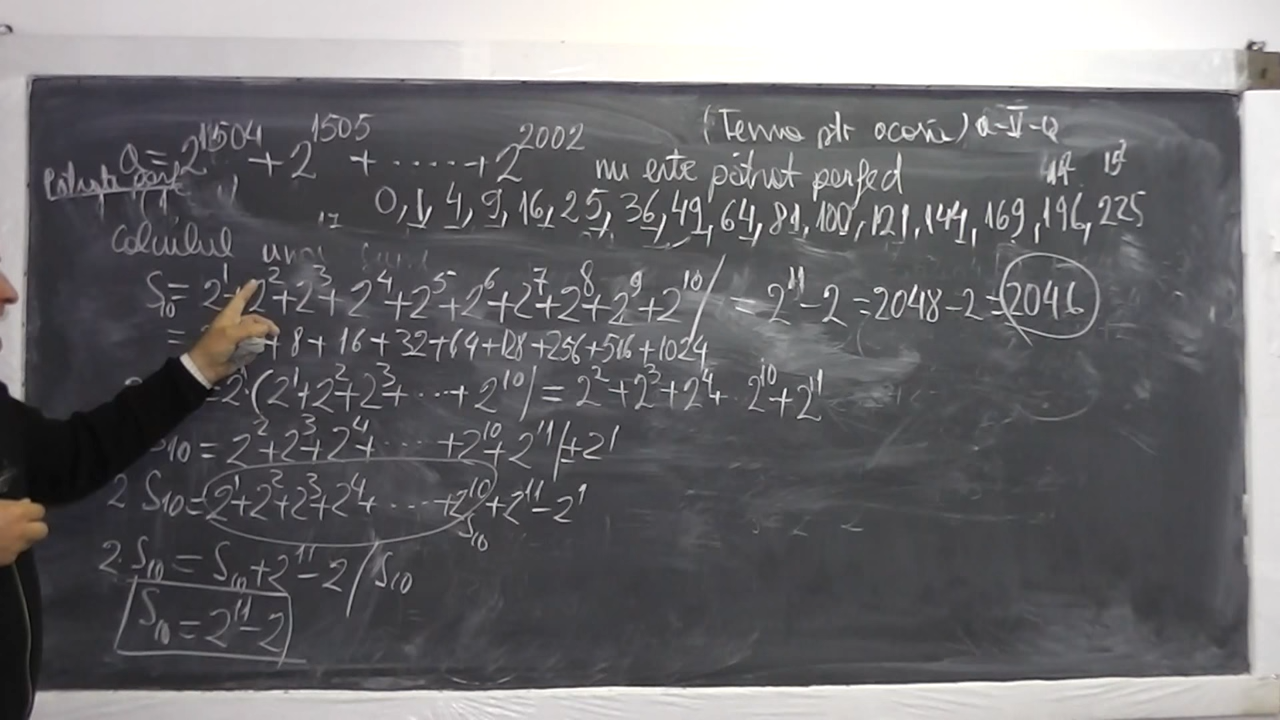 (Tema ptr acasă) a-V-a
a = 2^1504 + 2^1505 + ...... + 2^2002 nu este pătrat perfect
Pătrate perf
14² 15²
0, 1, 4, 9, 16, 25, 36, 49, 64, 81, 100, 121, 144, 169, 196, 225
Calculul unei
S10 = 2^1 + 2^2 + 2^3 + 2^4 + 2^5 + 2^6 + 2^7 + 2^8 + 2^9 + 2^10 / = 2^11 - 2 = 2048 - 2 = 2046
= + 8 + 16 + 32 + 64 + 128 + 256 + 516 + 1024
= 2·(2^1 + 2^2 + 2^3 + ... + 2^10) = 2^2 + 2^3 + 2^4 + 2^10 + 2^11
S10 = 2^2 + 2^3 + 2^4 + ...... + 2^10 + 2^11 / ± 2^1
2 S10 = 2^1 + 2^2 + 2^3 + 2^4 + ...... + 2^10 + 2^11 - 2^1
S10
2·S10 = S10 + 2^11 - 2 / S10
S10 = 2^11 - 2